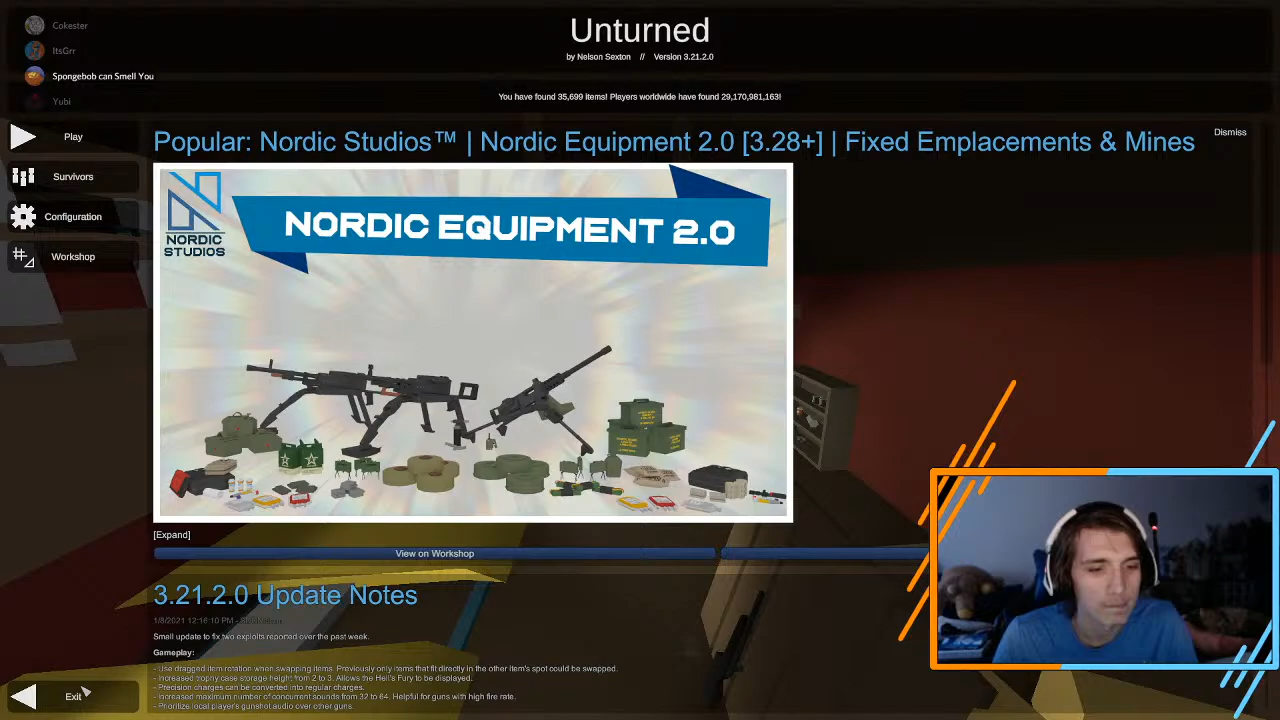 Cokester
ItsGrr
Spongebob can Smell You
Yubi
Unturned
by Nelson Sexton // Version 3.21.2.0
You have found 35,699 items! Players worldwide have found 29,170,981,163!
Play
Survivors
Configuration
Workshop
Popular: Nordic Studios™ | Nordic Equipment 2.0 [3.28+] | Fixed Emplacements & Mines
Dismiss
NORDIC
STUDIOS
NORDIC EQUIPMENT 2.0
[Expand]
View on Workshop
3.21.2.0 Update Notes
1/8/2021 12:16:10 PM -
Small update to fix two exploits reported over the past week.
Gameplay:
- Use dragged item rotation when swapping items. Previously only items that fit directly in the other item's spot could be swapped.
- Increased trophy case storage height from 2 to 3. Allows the Hell's Fury to be displayed.
- Precision charges can be converted into regular charges.
- Increased maximum number of concurrent sounds from 32 to 64. Helpful for guns with high fire rate.
- Prioritize local player's gunshot audio over other guns.
Exit